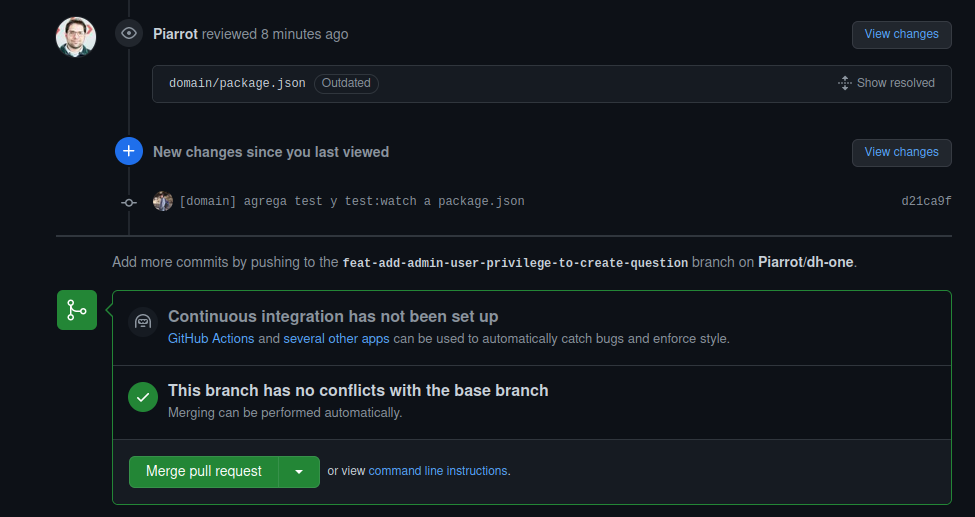 Piarrot reviewed 8 minutes ago
View changes
domain/package.json Outdated Show resolved
New changes since you last viewed
View changes
[domain] agrega test y test:watch a package.json d21ca9f
Add more commits by pushing to the feat-add-admin-user-privilege-to-create-question branch on Piarrot/dh-one.
Continuous integration has not been set up
GitHub Actions and several other apps can be used to automatically catch bugs and enforce style.
This branch has no conflicts with the base branch
Merging can be performed automatically.
Merge pull request or view command line instructions.